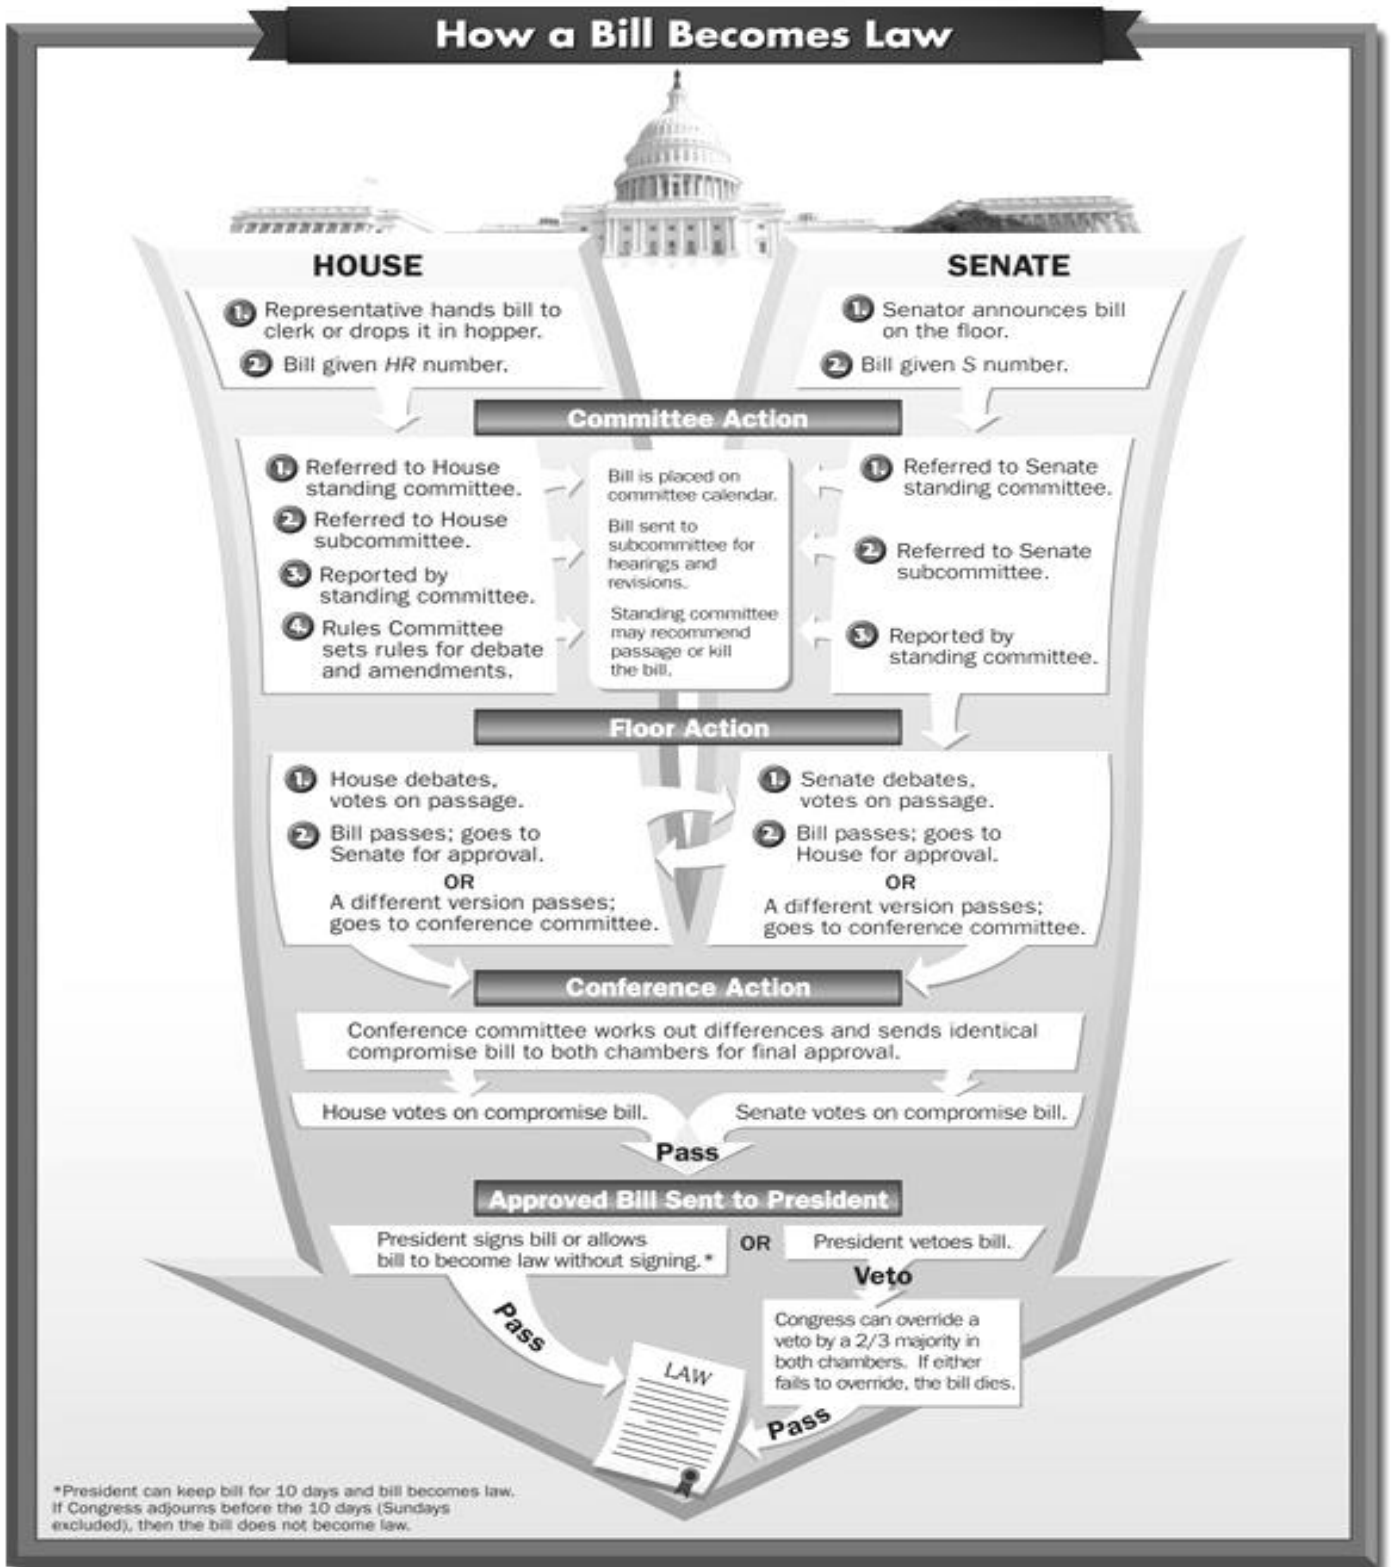 How a Bill Becomes Law
HOUSE
1. Representative hands bill to
clerk or drops it in hopper.
2. Bill given HR number.
SENATE
1. Senator announces bill
on the floor.
2. Bill given S number.
Committee Action
1. Referred to House
standing committee.
2. Referred to House
subcommittee.
3. Reported by
standing committee.
4. Rules Committee
sets rules for debate
and amendments.
Bill is placed on
committee calendar.
Bill sent to
subcommittee for
hearings and
revisions.
Standing committee
may recommend
passage or kill
the bill.
1. Referred to Senate
standing committee.
2. Referred to Senate
subcommittee.
3. Reported by
standing committee.
Floor Action
1. House debates,
votes on passage.
2. Bill passes; goes to
Senate for approval.
OR
A different version passes;
goes to conference committee.
1. Senate debates,
votes on passage.
2. Bill passes; goes to
House for approval.
OR
A different version passes;
goes to conference committee.
Conference Action
Conference committee works out differences and sends identical
compromise bill to both chambers for final approval.
House votes on compromise bill.
Senate votes on compromise bill.
Pass
Approved Bill Sent to President
President signs bill or allows
bill to become law without signing.*
OR
President vetoes bill.
Veto
Congress can override a
veto by a 2/3 majority in
both chambers. If either
fails to override, the bill dies.
Pass
LAW
Pass
*President can keep bill for 10 days and bill becomes law.
If Congress adjourns before the 10 days (Sundays
excluded), then the bill does not become law.